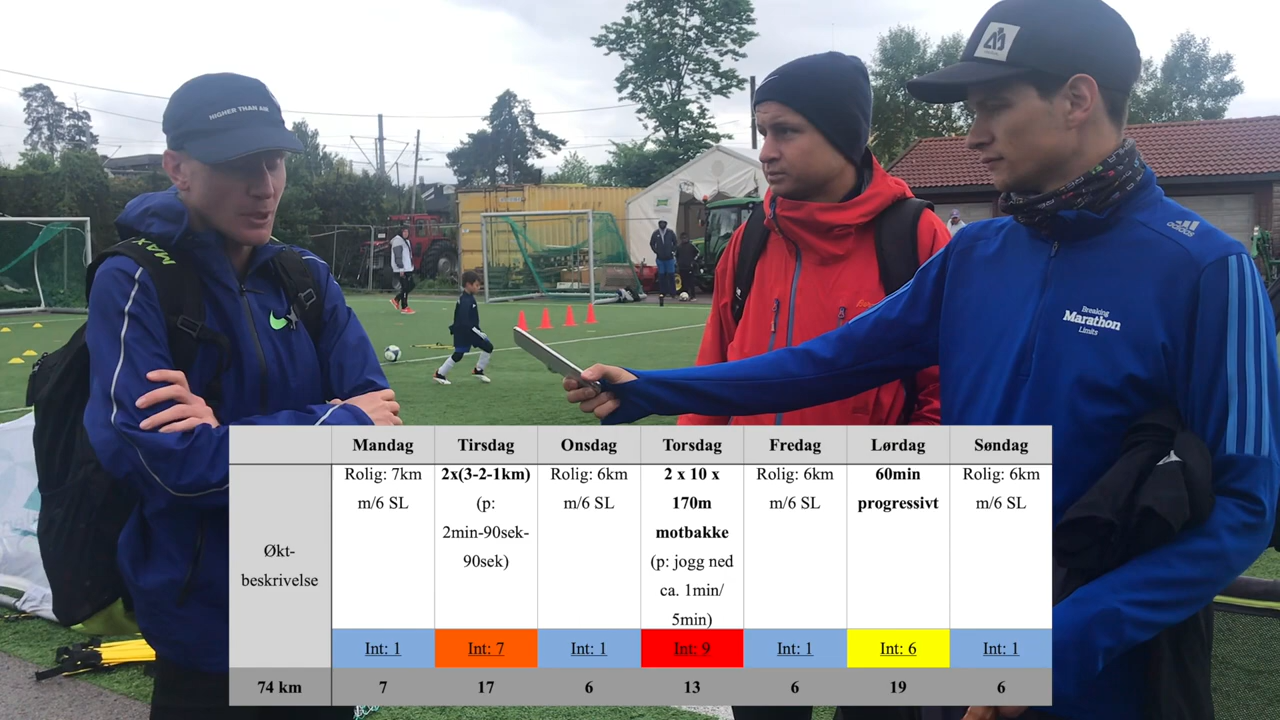 HIGHER THAN AIR
MAX
adidas
Breaking
Marathon
Limits
Mandag Tirsdag Onsdag Torsdag Fredag Lørdag Søndag
Økt-
beskrivelse
Rolig: 7km
m/6 SL
2x(3-2-1km)
(p:
2min-90sek-
90sek)
Rolig: 6km
m/6 SL
2 x 10 x
170m
motbakke
(p: jogg ned
ca. 1min/
5min)
Rolig: 6km
m/6 SL
60min
progressivt
Rolig: 6km
m/6 SL
Int: 1 Int: 7 Int: 1 Int: 9 Int: 1 Int: 6 Int: 1
74 km 7 17 6 13 6 19 6